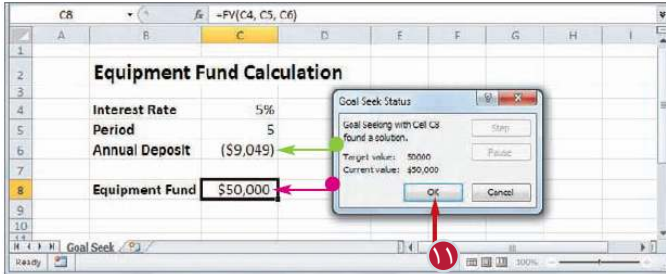 C8 fx =FV(C4, C5, C6)
A B C D E F G H I
1
2 Equipment Fund Calculation
3
4 Interest Rate 5%
5 Period 5
6 Annual Deposit ($9,049)
7
8 Equipment Fund $50,000
9
10
11
Goal Seek Status
Goal Seeking with Cell C8
found a solution.
Target value: 50000
Current value: $50,000
Step
Pause
OK
Cancel
۱۱
Goal Seek
Ready 100%